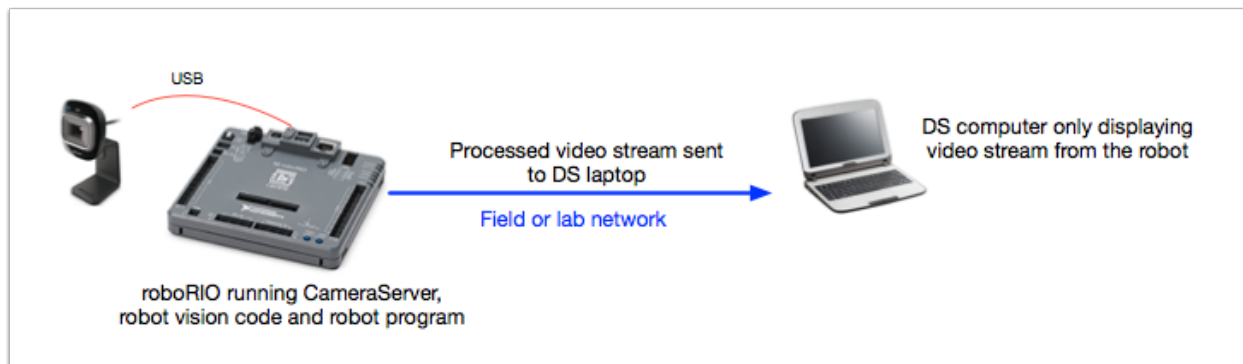 USB
Processed video stream sent
to DS laptop
Field or lab network
DS computer only displaying
video stream from the robot
roboRIO running CameraServer,
robot vision code and robot program